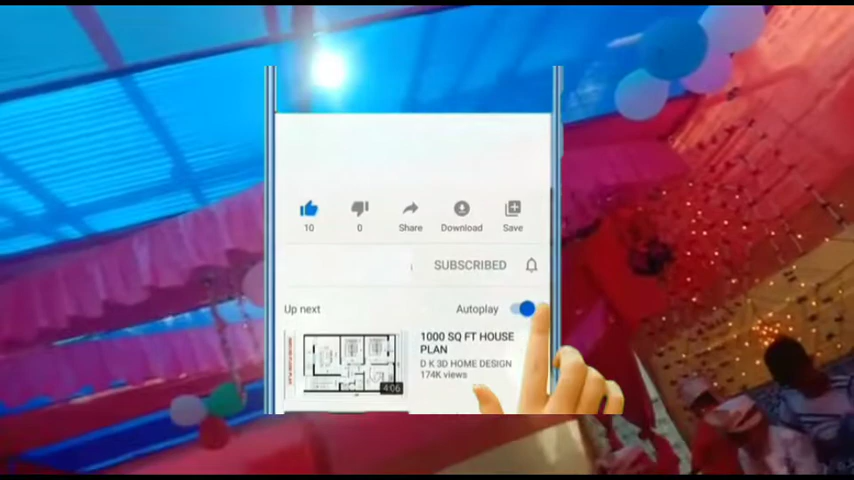 10
0
Share
Download
Save
SUBSCRIBED
Up next
Autoplay
1000 SQ FT HOUSE
PLAN
D K 3D HOME DESIGN
174K views
4:06